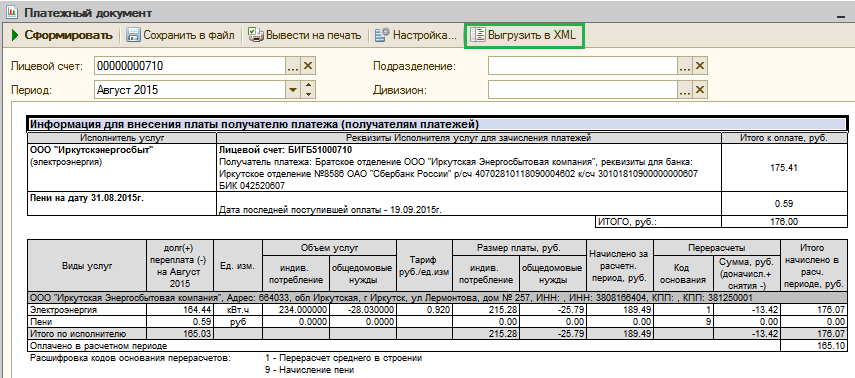 Платежный документ
Сформировать Сохранить в файл Вывести на печать Настройка... Выгрузить в XML
Лицевой счет: 00000000710 ... Подразделение: ...
Период: Август 2015 Дивизион: ...
Информация для внесения платы получателю платежа (получателям платежей)
Исполнитель услуг Реквизиты Исполнителя услуг для зачисления платежей Итого к оплате, руб.
ООО "Иркутскэнергосбыт" Лицевой счет: БИГБ51000710
(электроэнергия) Получатель платежа: Братское отделение ООО "Иркутская Энергосбытовая компания", реквизиты для банка: 175.41
Иркутское отделение №8586 ОАО "Сбербанк России" р/сч 40702810118090004602 к/сч 30101810900000000607
БИК 042520607
Пени на дату 31.08.2015г. 0.59
Дата последней поступившей оплаты - 19.09.2015г.
ИТОГО, руб.: 176.00
Виды услуг долг(+) переплата (-) на Август 2015 Ед. изм. Объем услуг Тариф руб./ед.изм Размер платы, руб. Начислено за расчетн. период, руб. Перерасчеты Итого начислено в расч. периоде, руб.
индив. потребление общедомовые нужды индив. потребление общедомовые нужды Код основания Сумма, руб. (доначисл.+ снятия -)
ООО "Иркутская Энергосбытовая компания", Адрес: 664033, обл Иркутская, г Иркутск, ул Лермонтова, дом № 257, ИНН: , ИНН: 3808166404, КПП: , КПП: 381250001
Электроэнергия 164.44 кВт.ч 234.000000 -28.030000 0.920 215.28 -25.79 189.49 1 -13.42 176.07
Пени 0.59 руб 0.0000 0.0000 0.00 0.00 0.00 9 0.00 0.00
Итого по исполнителю 165.03 215.28 -25.79 189.49 -13.42 176.07
Оплачено в расчетном периоде 165.10
Расшифровка кодов основания перерасчетов: 1 - Перерасчет среднего в строении
9 - Начисление пени